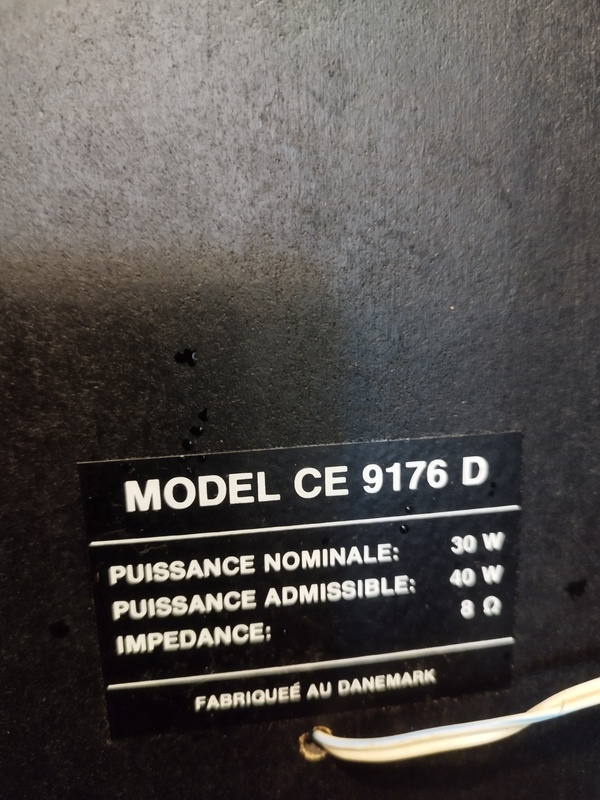 MODEL CE 9176 D
PUISSANCE NOMINALE: 30 W
PUISSANCE ADMISSIBLE: 40 W
IMPEDANCE: 8 Ω
FABRIQUEÉ AU DANEMARK